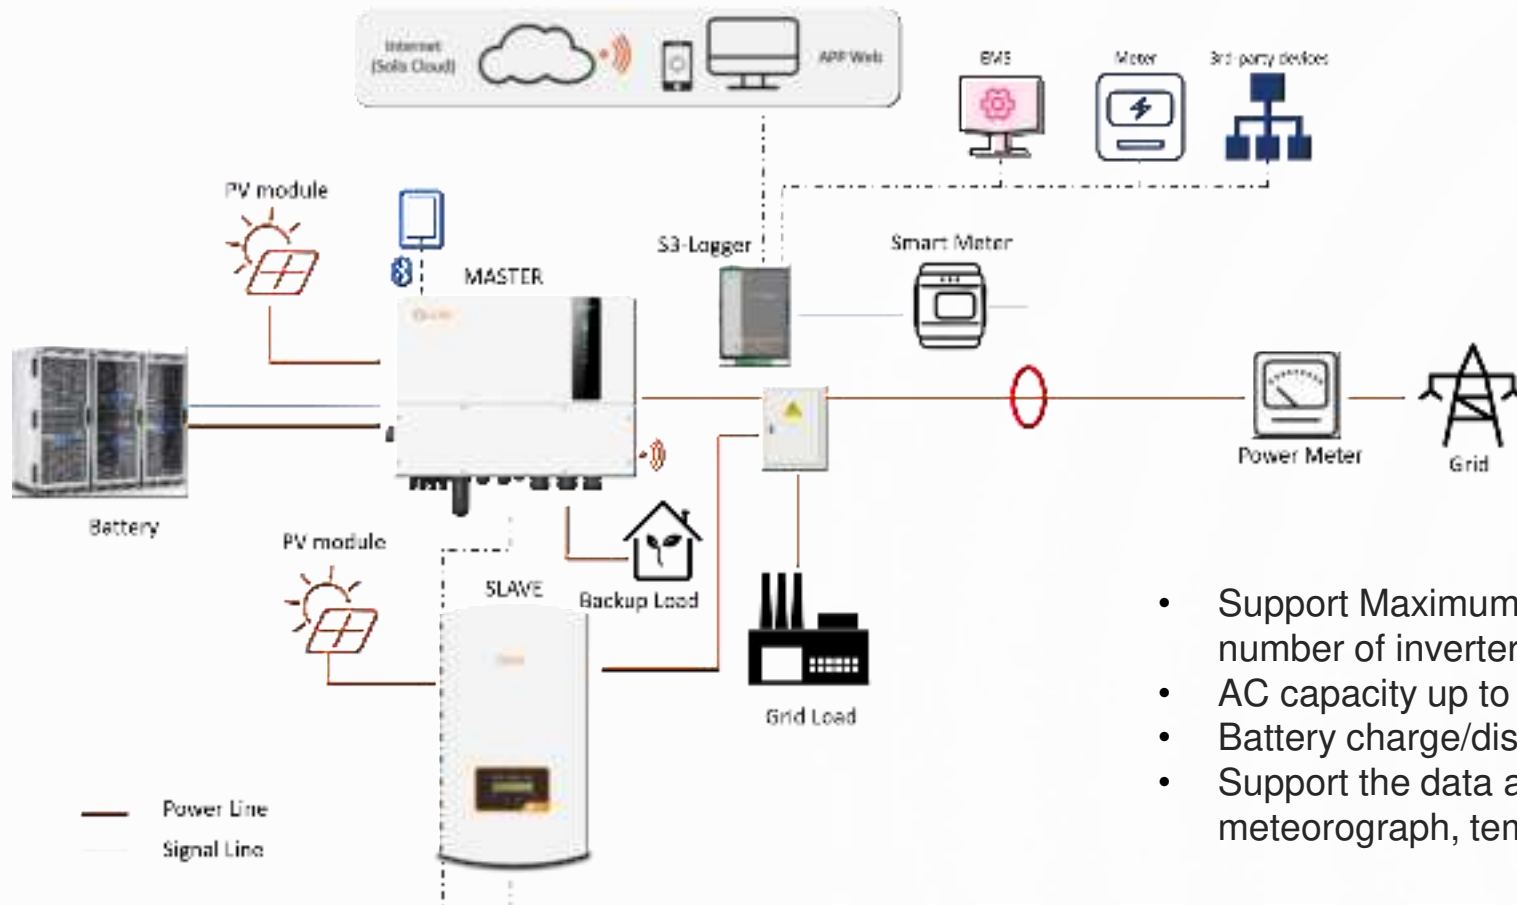 Internet
(Solis Cloud)
APP Web
EMS
Meter
3rd-party devices
PV module
S3-Logger
Smart Meter
MASTER
Power Meter
Grid
Battery
PV module
SLAVE
Backup Load
Grid Load
Power Line
Signal Line
• Support Maximum
number of inverter
• AC capacity up to
• Battery charge/dis
• Support the data a
meteorograph, ten